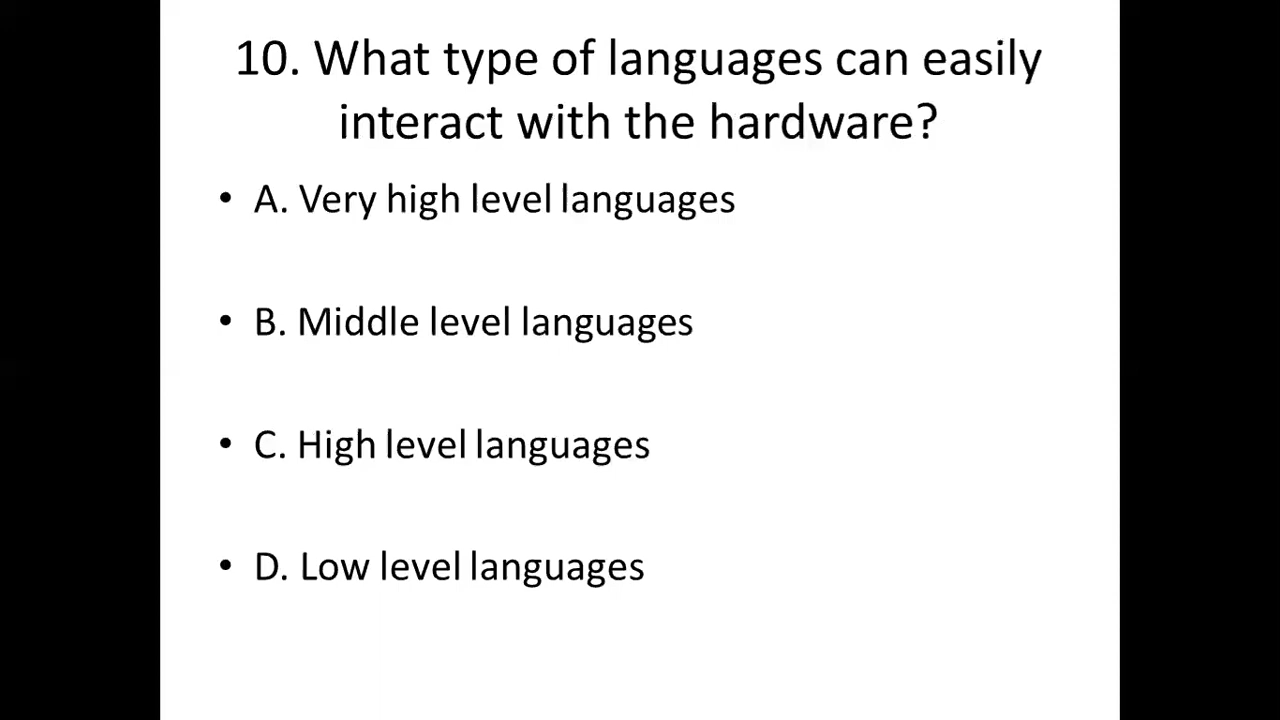 10. What type of languages can easily
interact with the hardware?
• A. Very high level languages
• B. Middle level languages
• C. High level languages
• D. Low level languages